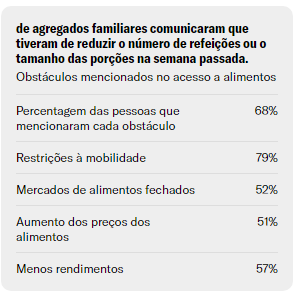 de agregados familiares comunicaram que
tiveram de reduzir o número de refeições ou o
tamanho das porções na semana passada.
Obstáculos mencionados no acesso a alimentos
Percentagem das pessoas que 68%
mencionaram cada obstáculo
Restrições à mobilidade 79%
Mercados de alimentos fechados 52%
Aumento dos preços dos 51%
alimentos
Menos rendimentos 57%